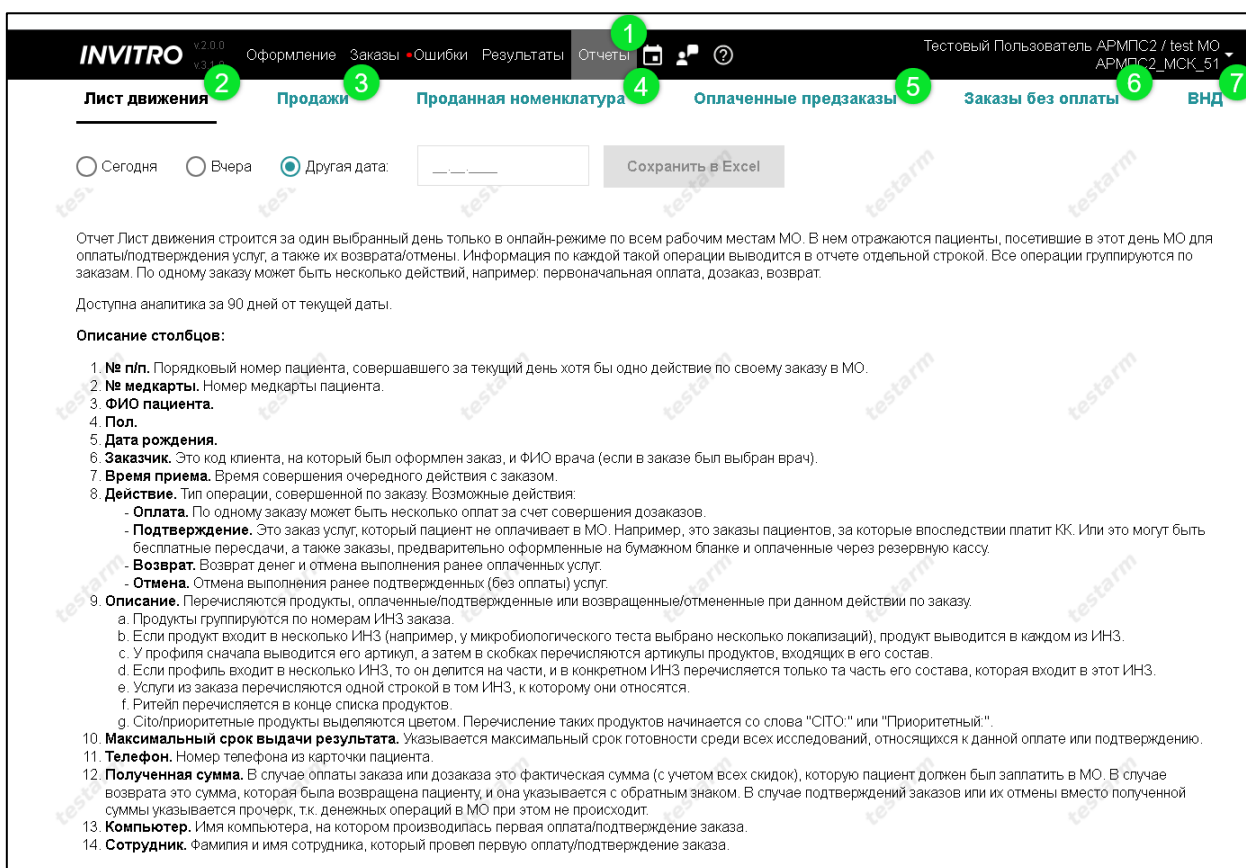 INVITRO v.2.0.0 Оформление Заказы Ошибки Результаты Отчеты 1 ? Тестовый Пользователь АРМПС2 / test МО
v.3.1.0 АРМПС2_МСК_51
2 3 4 5 6 7
Лист движения Продажи Проданная номенклатура Оплаченные предзаказы Заказы без оплаты ВНД
Сегодня Вчера Другая дата: __.__.____ Сохранить в Excel
testarm testarm testarm testarm testarm testarm
Отчет Лист движения строится за один выбранный день только в онлайн-режиме по всем рабочим местам МО. В нем отражаются пациенты, посетившие в этот день МО для
оплаты/подтверждения услуг, а также их возврата/отмены. Информация по каждой такой операции выводится в отчете отдельной строкой. Все операции группируются по
заказам. По одному заказу может быть несколько действий, например: первоначальная оплата, дозаказ, возврат.
Доступна аналитика за 90 дней от текущей даты.
Описание столбцов:
1. № п/п. Порядковый номер пациента, совершавшего за текущий день хотя бы одно действие по своему заказу в МО.
2. № медкарты. Номер медкарты пациента.
3. ФИО пациента.
4. Пол.
5. Дата рождения.
6. Заказчик. Это код клиента, на который был оформлен заказ, и ФИО врача (если в заказе был выбран врач).
7. Время приема. Время совершения очередного действия с заказом.
8. Действие. Тип операции, совершенной по заказу. Возможные действия:
- Оплата. По одному заказу может быть несколько оплат за счет совершения дозаказов.
- Подтверждение. Это заказ услуг, который пациент не оплачивает в МО. Например, это заказы пациентов, за которые впоследствии платит КК. Или это могут быть
бесплатные пересдачи, а также заказы, предварительно оформленные на бумажном бланке и оплаченные через резервную кассу.
- Возврат. Возврат денег и отмена выполнения ранее оплаченных услуг.
- Отмена. Отмена выполнения ранее подтвержденных (без оплаты) услуг.
9. Описание. Перечисляются продукты, оплаченные/подтвержденные или возвращенные/отмененные при данном действии по заказу.
a. Продукты группируются по номерам ИНЗ заказа.
b. Если продукт входит в несколько ИНЗ (например, у микробиологического теста выбрано несколько локализаций), продукт выводится в каждом из ИНЗ.
c. У профиля сначала выводится его артикул, а затем в скобках перечисляются артикулы продуктов, входящих в его состав.
d. Если профиль входит в несколько ИНЗ, то он делится на части, и в конкретном ИНЗ перечисляется только та часть его состава, которая входит в этот ИНЗ.
e. Услуги из заказа перечисляются одной строкой в том ИНЗ, к которому они относятся.
f. Ритейл перечисляется в конце списка продуктов.
g. Cito/приоритетные продукты выделяются цветом. Перечисление таких продуктов начинается со слова "CITO:" или "Приоритетный:".
10. Максимальный срок выдачи результата. Указывается максимальный срок готовности среди всех исследований, относящихся к данной оплате или подтверждению.
11. Телефон. Номер телефона из карточки пациента.
12. Полученная сумма. В случае оплаты заказа или дозаказа это фактическая сумма (с учетом всех скидок), которую пациент должен был заплатить в МО. В случае
возврата это сумма, которая была возвращена пациенту, и она указывается с обратным знаком. В случае подтверждений заказов или их отмены вместо полученной
суммы указывается прочерк, т.к. денежных операций в МО при этом не происходит.
13. Компьютер. Имя компьютера, на котором производилась первая оплата/подтверждение заказа.
14. Сотрудник. Фамилия и имя сотрудника, который провел первую оплату/подтверждение заказа.